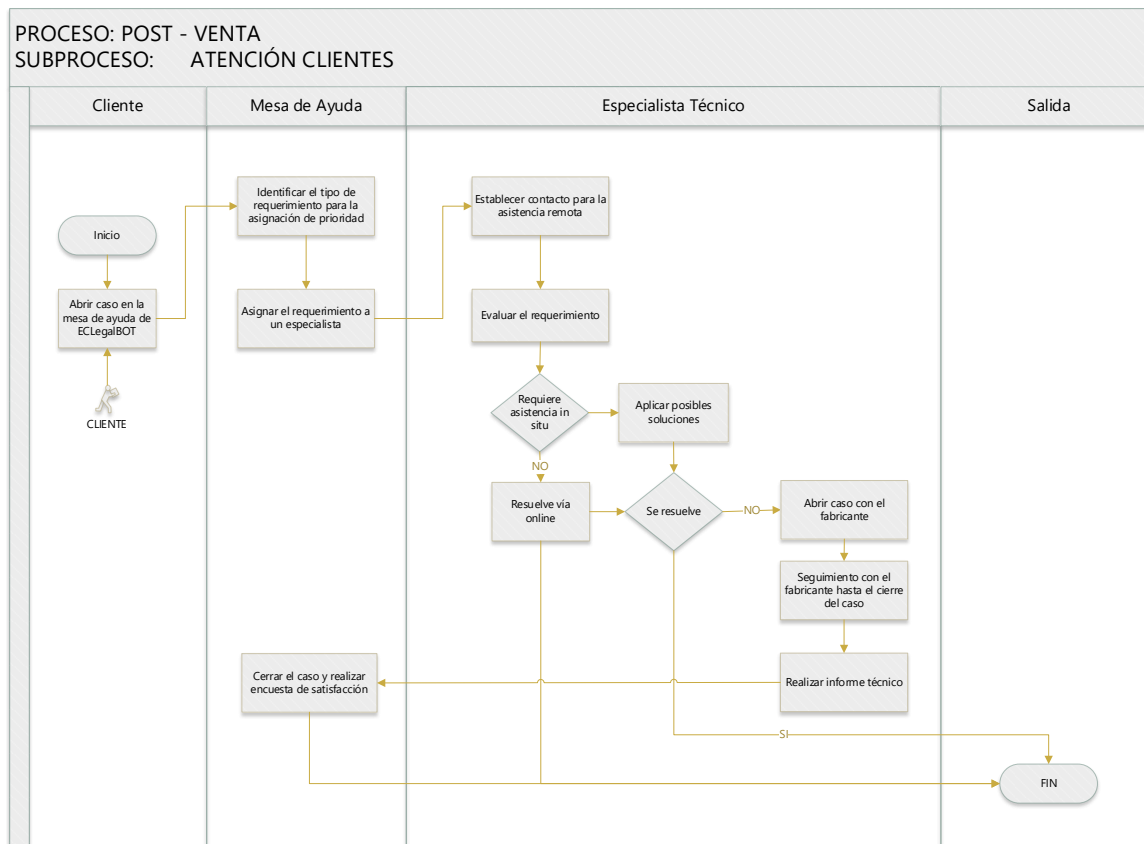 PROCESO: POST - VENTA
SUBPROCESO: ATENCIÓN CLIENTES
Cliente
Mesa de Ayuda
Especialista Técnico
Salida
Inicio
Abrir caso en la
mesa de ayuda de
ECLegalBOT
CLIENTE
Identificar el tipo de
requerimiento para la
asignación de prioridad
Asignar el requerimiento a
un especialista
Establecer contacto para la
asistencia remota
Evaluar el requerimiento
Requiere
asistencia in
situ
Aplicar posibles
soluciones
NO
Resuelve vía
online
Se resuelve
NO
Abrir caso con el
fabricante
Seguimiento con el
fabricante hasta el cierre
del caso
Realizar informe técnico
Cerrar el caso y realizar
encuesta de satisfacción
SI
FIN